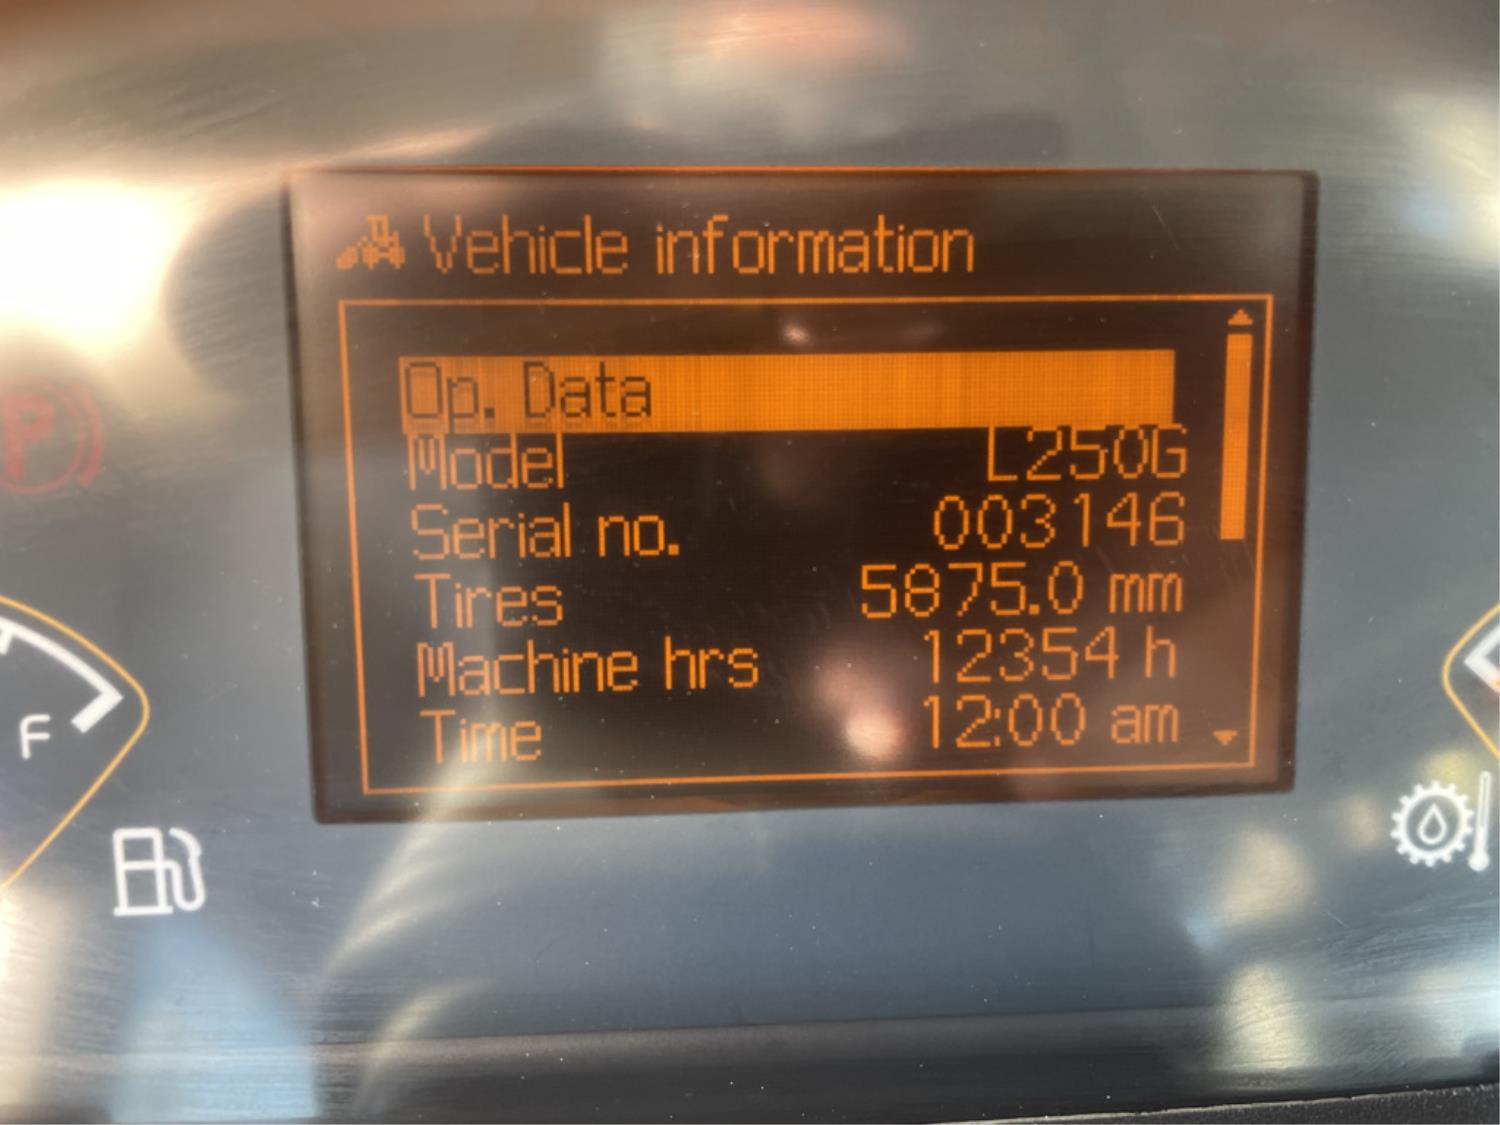 Vehicle information
Op. Data
Model L250G
Serial no. 003146
Tires 5875.0 mm
Machine hrs 12354 h
Time 12:00 am
P
F